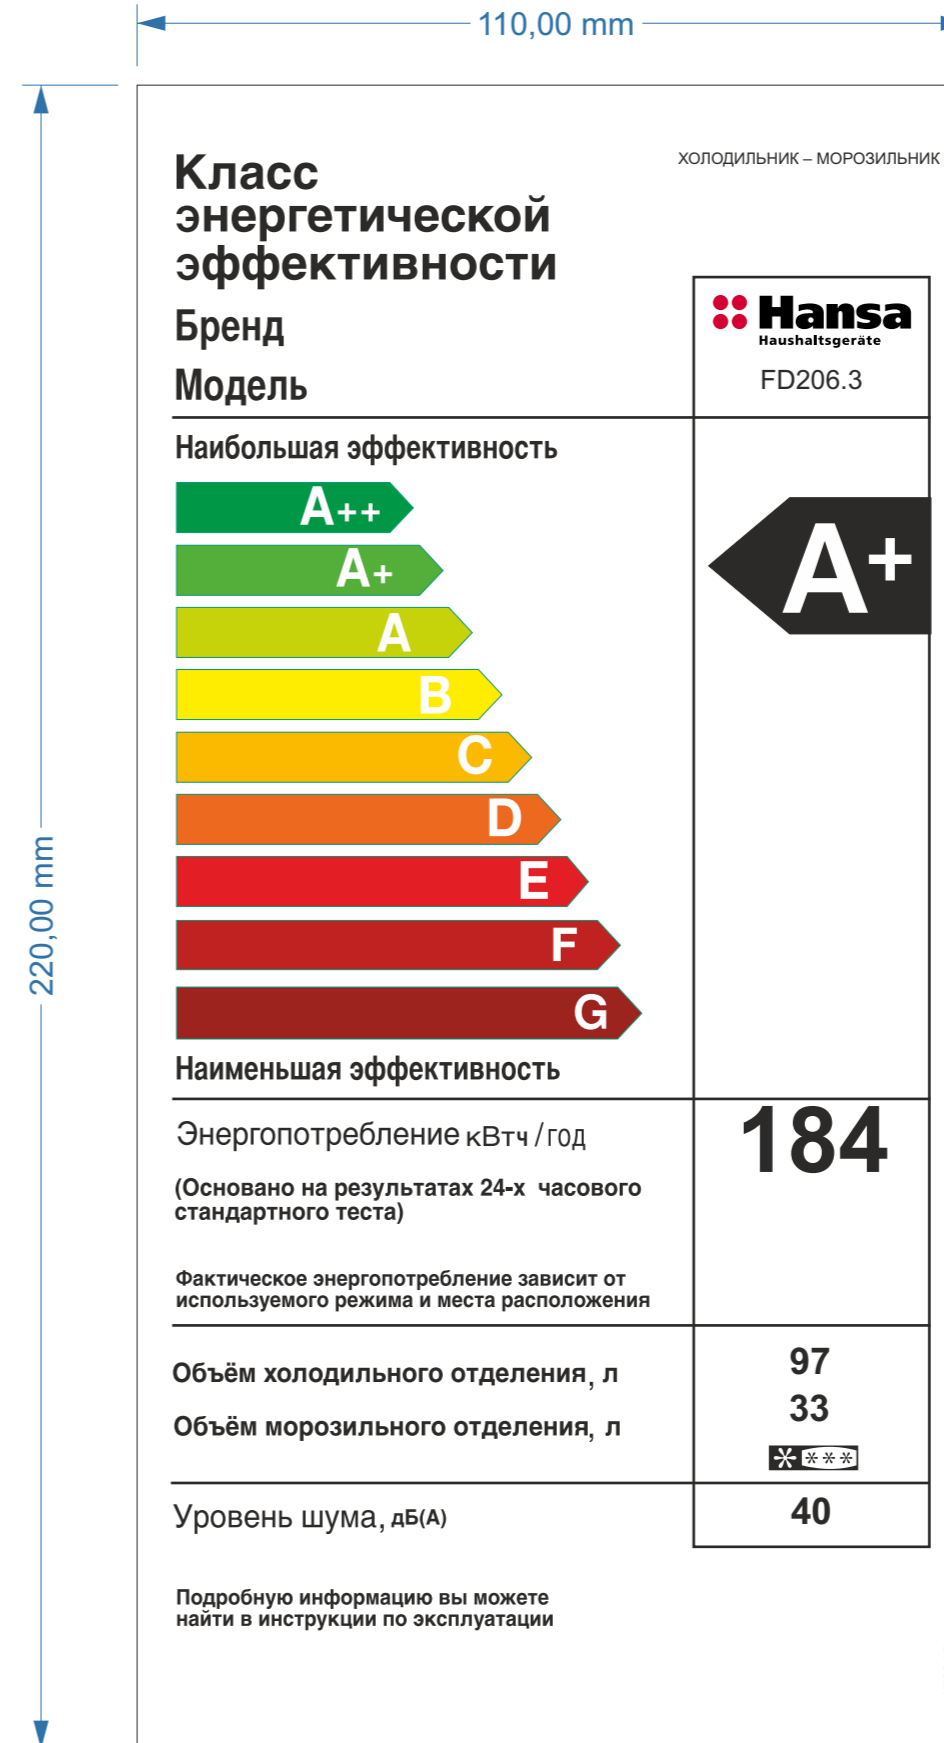 110,00 mm
220,00 mm
ХОЛОДИЛЬНИК – МОРОЗИЛЬНИК
Класс
энергетической
эффективности
Бренд
Hansa
Haushaltsgeräte
Модель
FD206.3
Наибольшая эффективность
A++
A+
A+
A
B
C
D
E
F
G
Наименьшая эффективность
Энергопотребление кВтч/год
184
(Основано на результатах 24-х часового
стандартного теста)
Фактическое энергопотребление зависит от
используемого режима и места расположения
Объём холодильного отделения, л
97
Объём морозильного отделения, л
33
Уровень шума, дБ(А)
40
Подробную информацию вы можете
найти в инструкции по эксплуатации